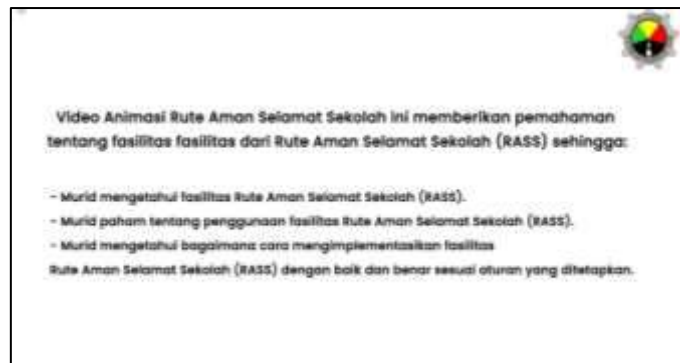 Video Animasi Rute Aman Selamat Sekolah ini memberikan pemahaman
tentang fasilitas fasilitas dari Rute Aman Selamat Sekolah (RASS) sehingga:
- Murid mengetahui fasilitas Rute Aman Selamat Sekolah (RASS).
- Murid paham tentang penggunaan fasilitas Rute Aman Selamat Sekolah (RASS).
- Murid mengetahui bagaimana cara mengimplementasikan fasilitas
Rute Aman Selamat Sekolah (RASS) dengan baik dan benar sesuai aturan yang ditetapkan.